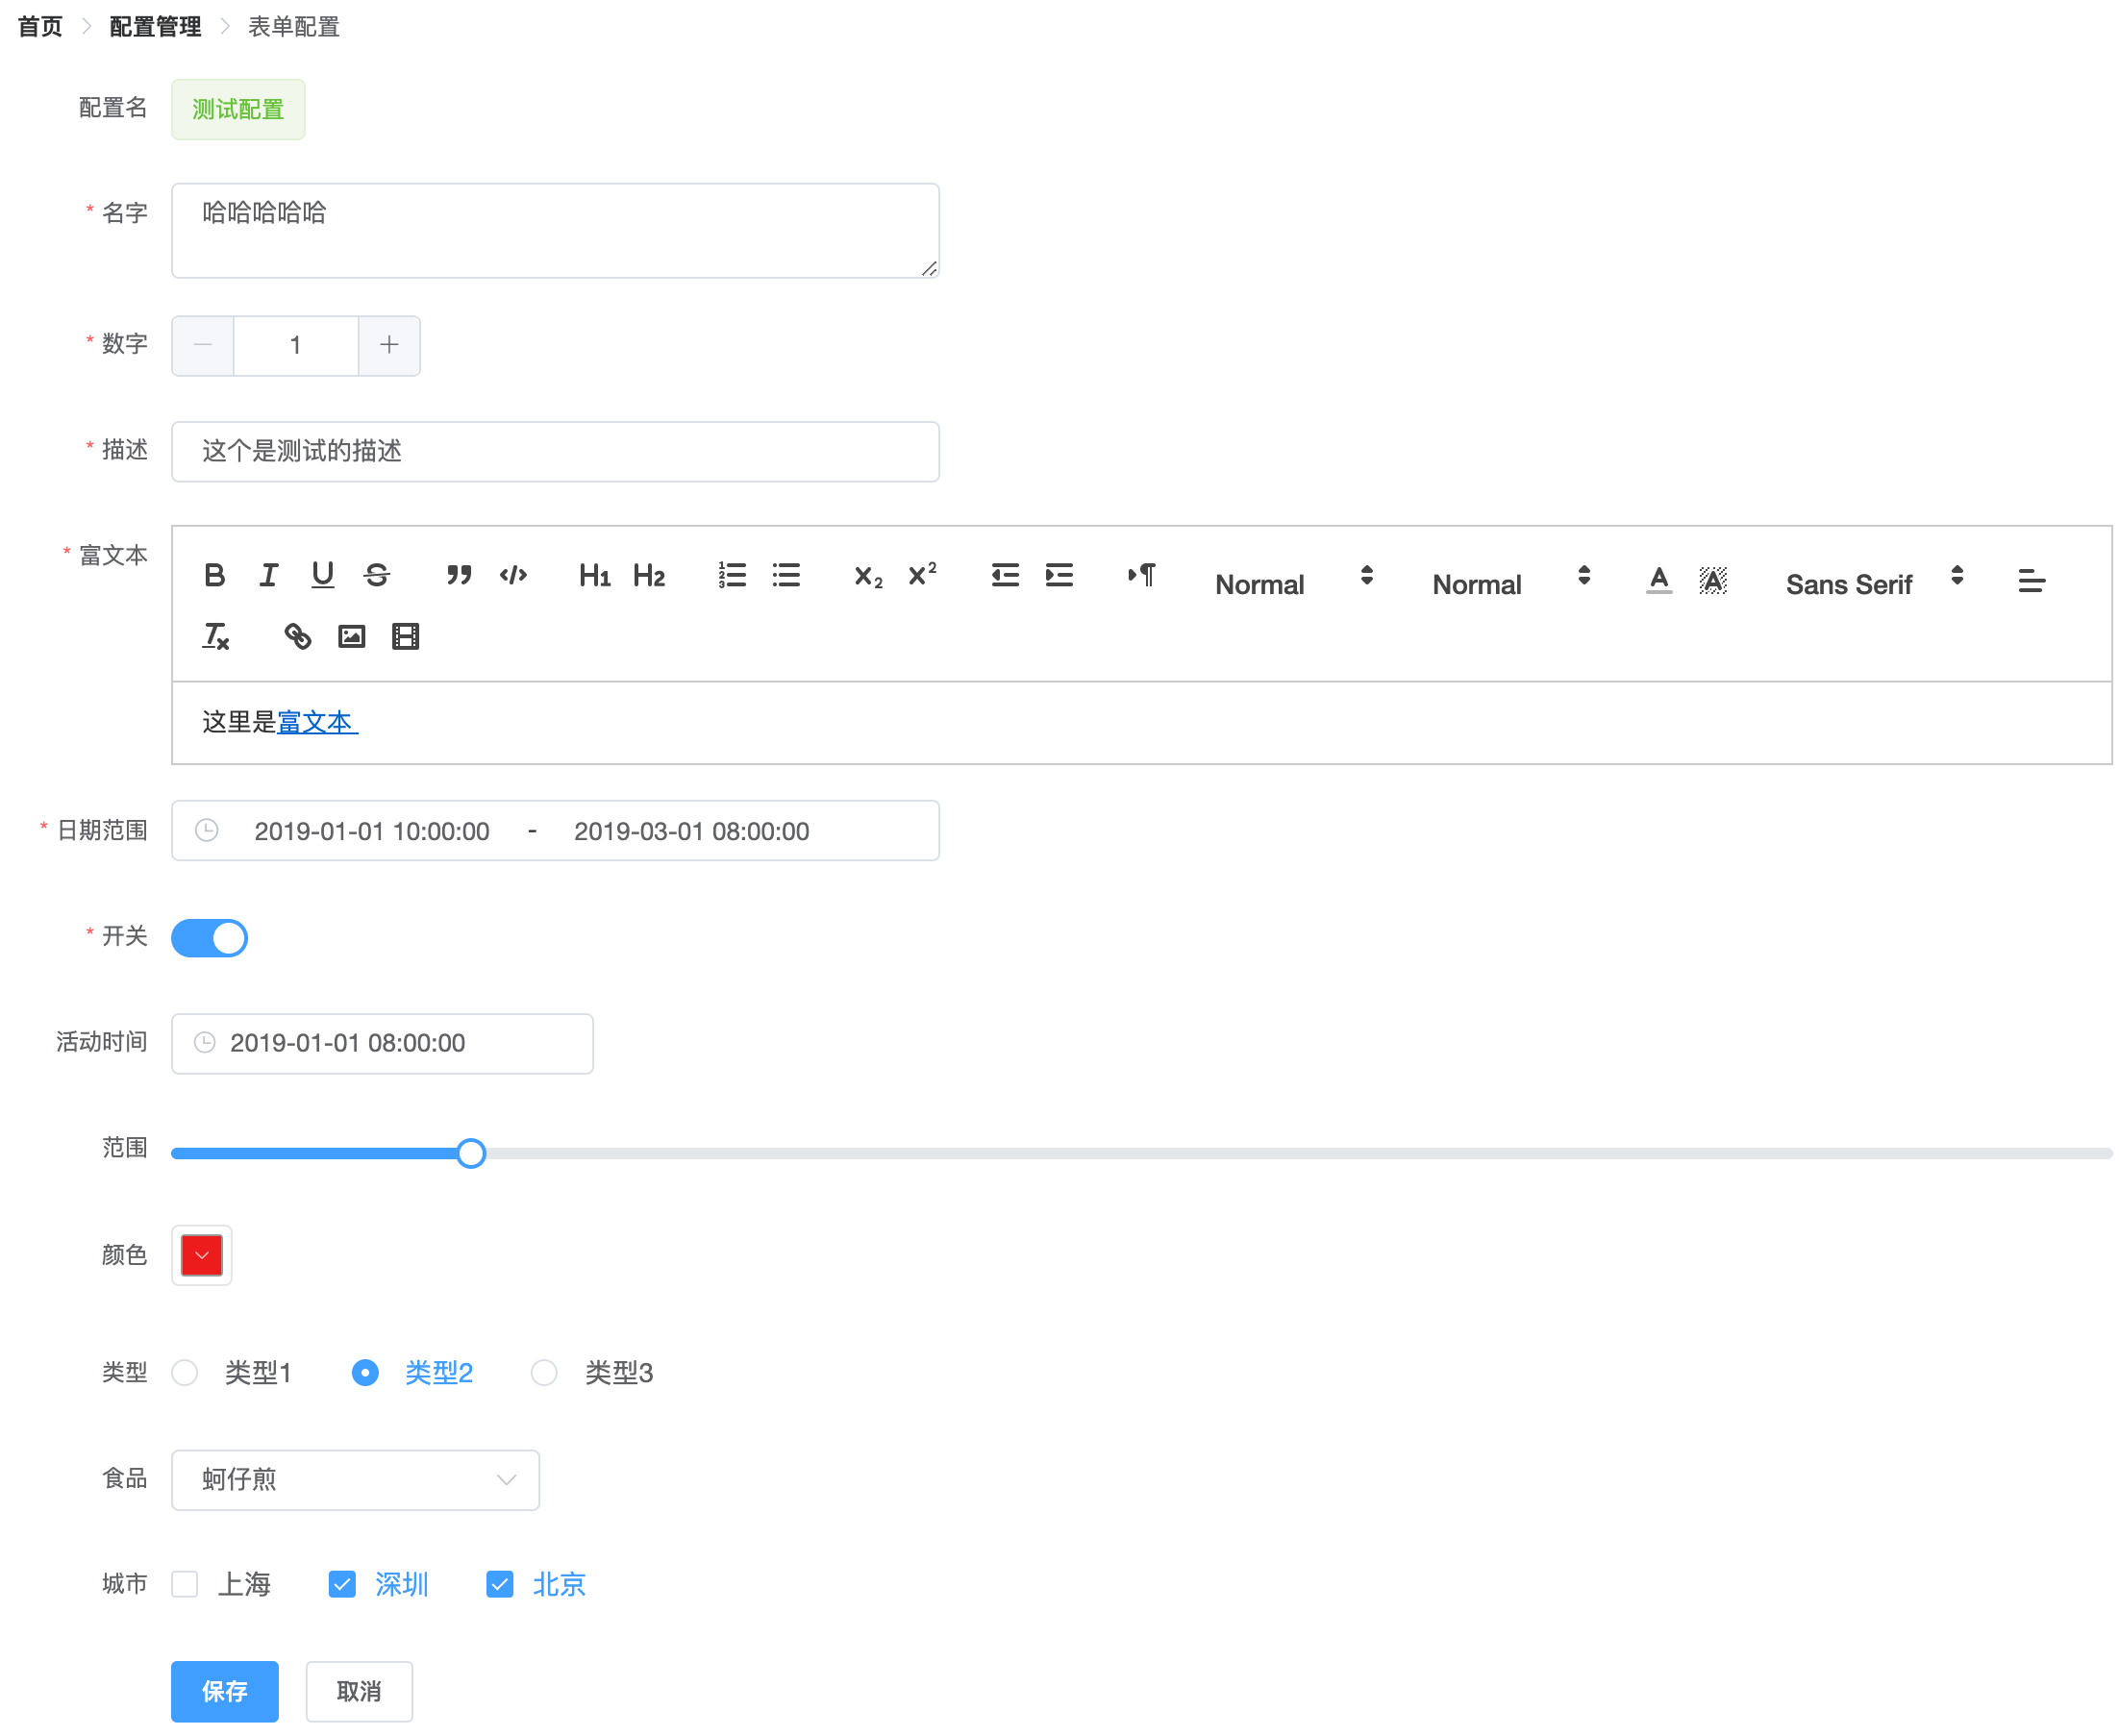 首页 > 配置管理 > 表单配置
配置名 测试配置
* 名字 哈哈哈哈哈
* 数字 1
* 描述 这个是测试的描述
* 富文本 B I U S H1 H2 x₂ x² Normal Normal A A Sans Serif
这里是富文本
* 日期范围 2019-01-01 10:00:00 - 2019-03-01 08:00:00
* 开关
活动时间 2019-01-01 08:00:00
范围
颜色
类型 类型1 类型2 类型3
食品 蚵仔煎
城市 上海 深圳 北京
保存 取消